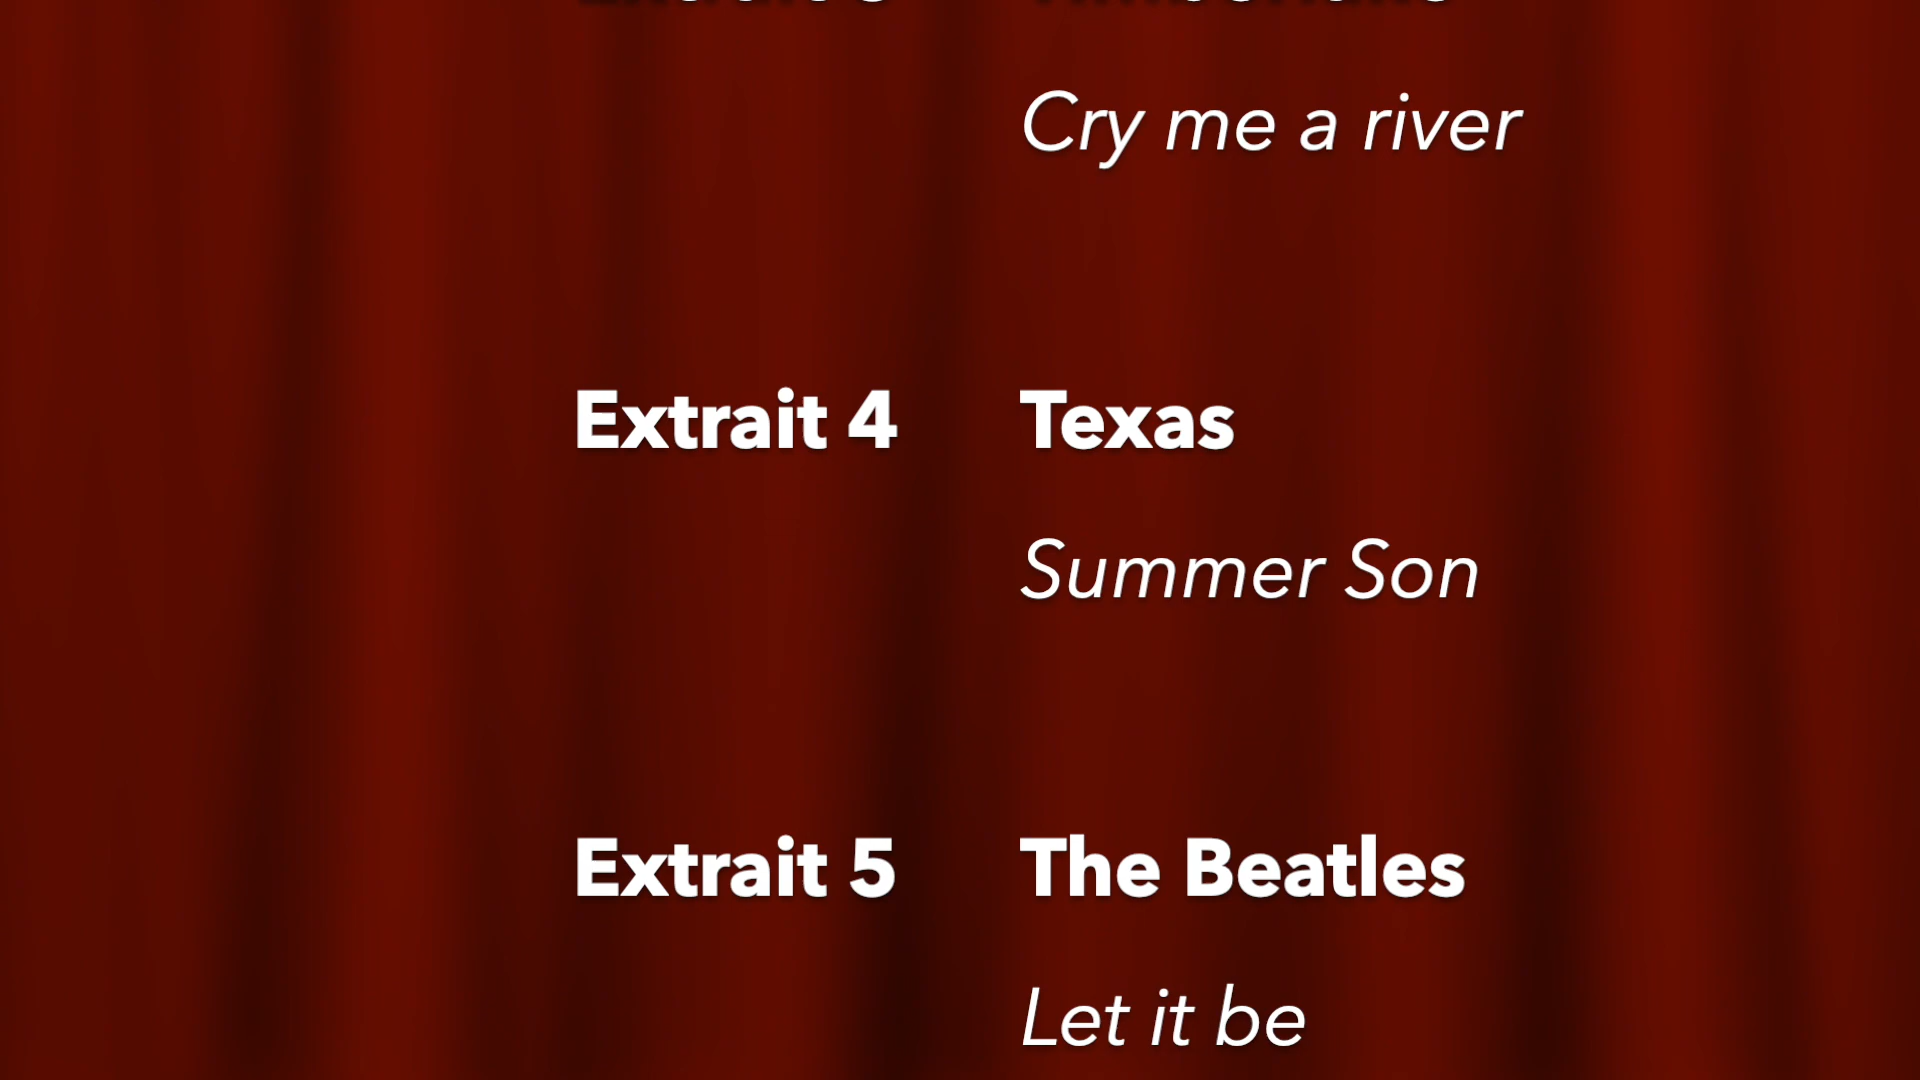 Cry me a river
Extrait 4 Texas
Summer Son
Extrait 5 The Beatles
Let it be